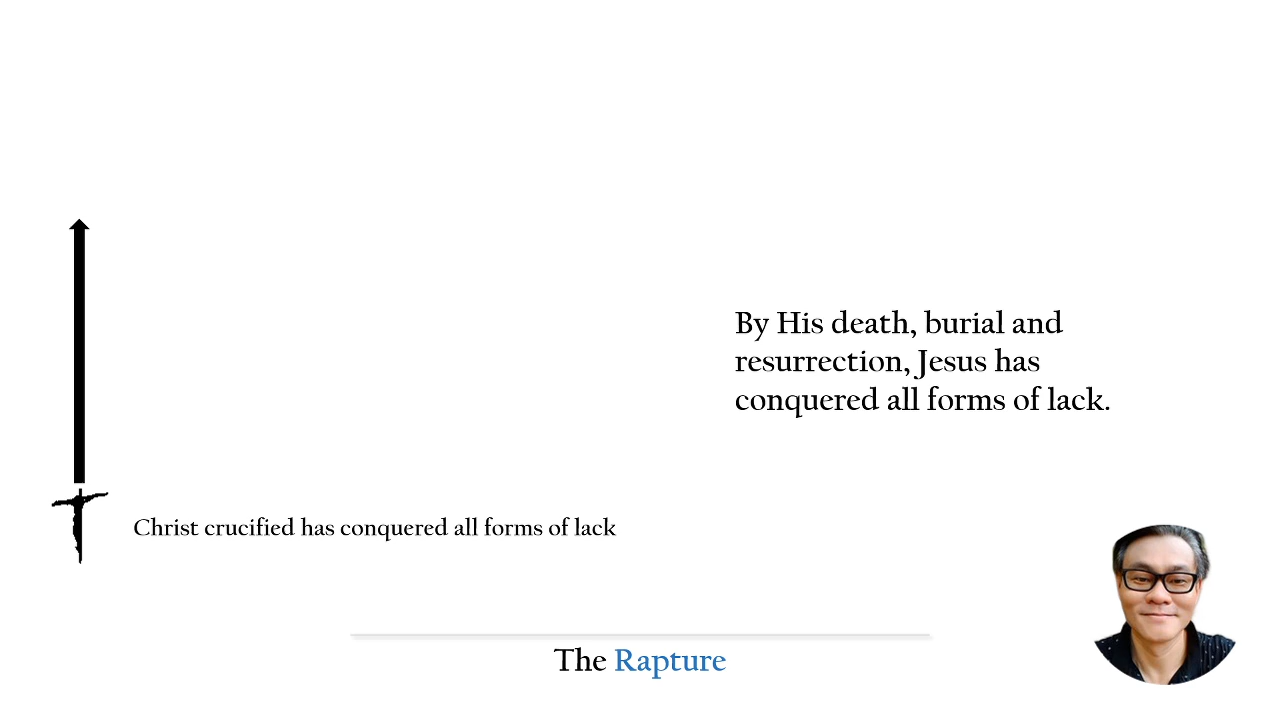 By His death, burial and
resurrection, Jesus has
conquered all forms of lack.
Christ crucified has conquered all forms of lack
The Rapture